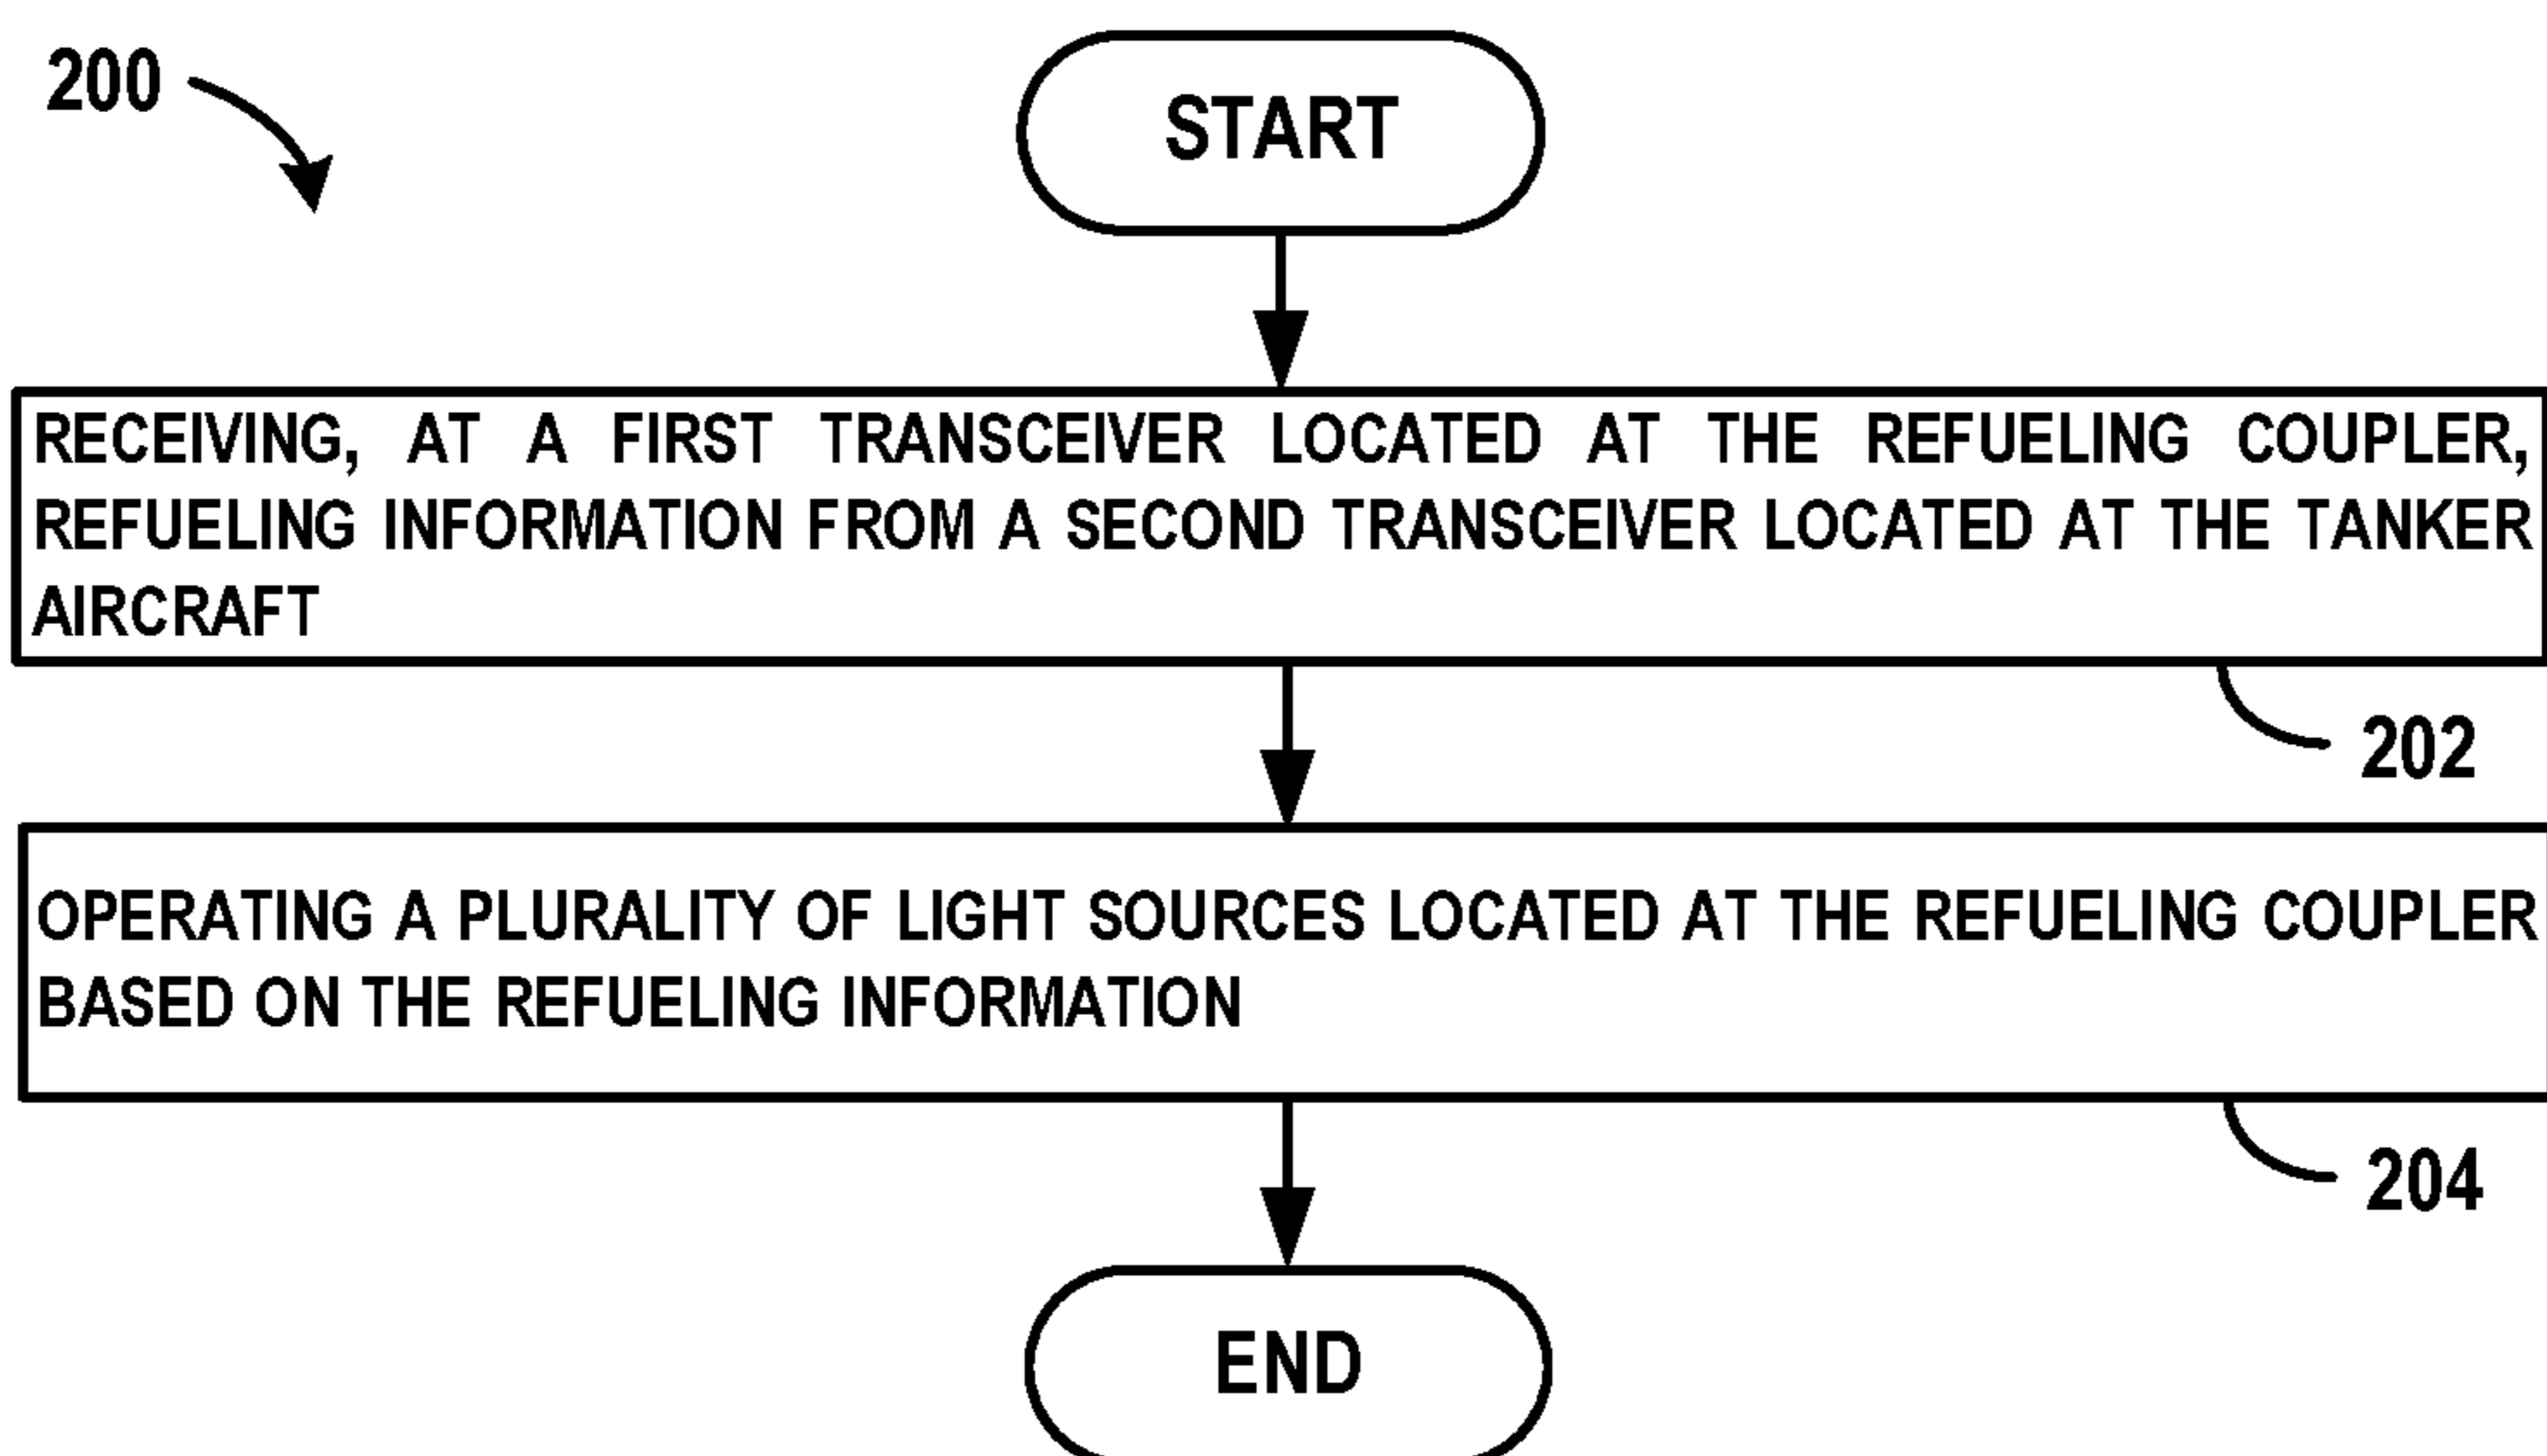 200
START
RECEIVING, AT A FIRST TRANSCEIVER LOCATED AT THE REFUELING COUPLER,
REFUELING INFORMATION FROM A SECOND TRANSCEIVER LOCATED AT THE TANKER
AIRCRAFT
202
OPERATING A PLURALITY OF LIGHT SOURCES LOCATED AT THE REFUELING COUPLER
BASED ON THE REFUELING INFORMATION
204
END